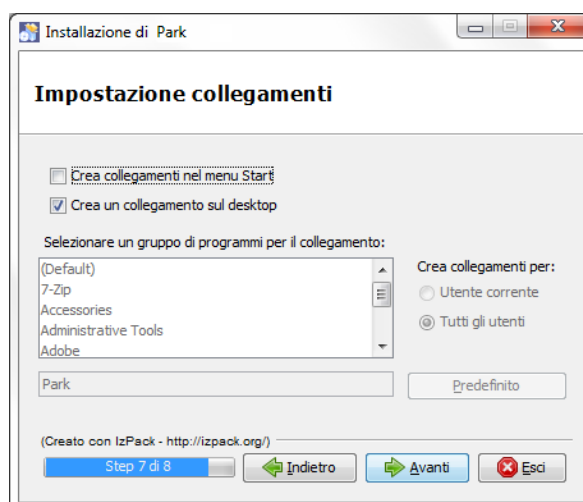 Installazione di Park
Impostazione collegamenti
Crea collegamenti nel menu Start
Crea un collegamento sul desktop
Selezionare un gruppo di programmi per il collegamento:
(Default)
7-Zip
Accessories
Administrative Tools
Adobe
Crea collegamenti per:
Utente corrente
Tutti gli utenti
Park
Predefinito
(Creato con IzPack - http://izpack.org/)
Step 7 di 8
Indietro
Avanti
Esci